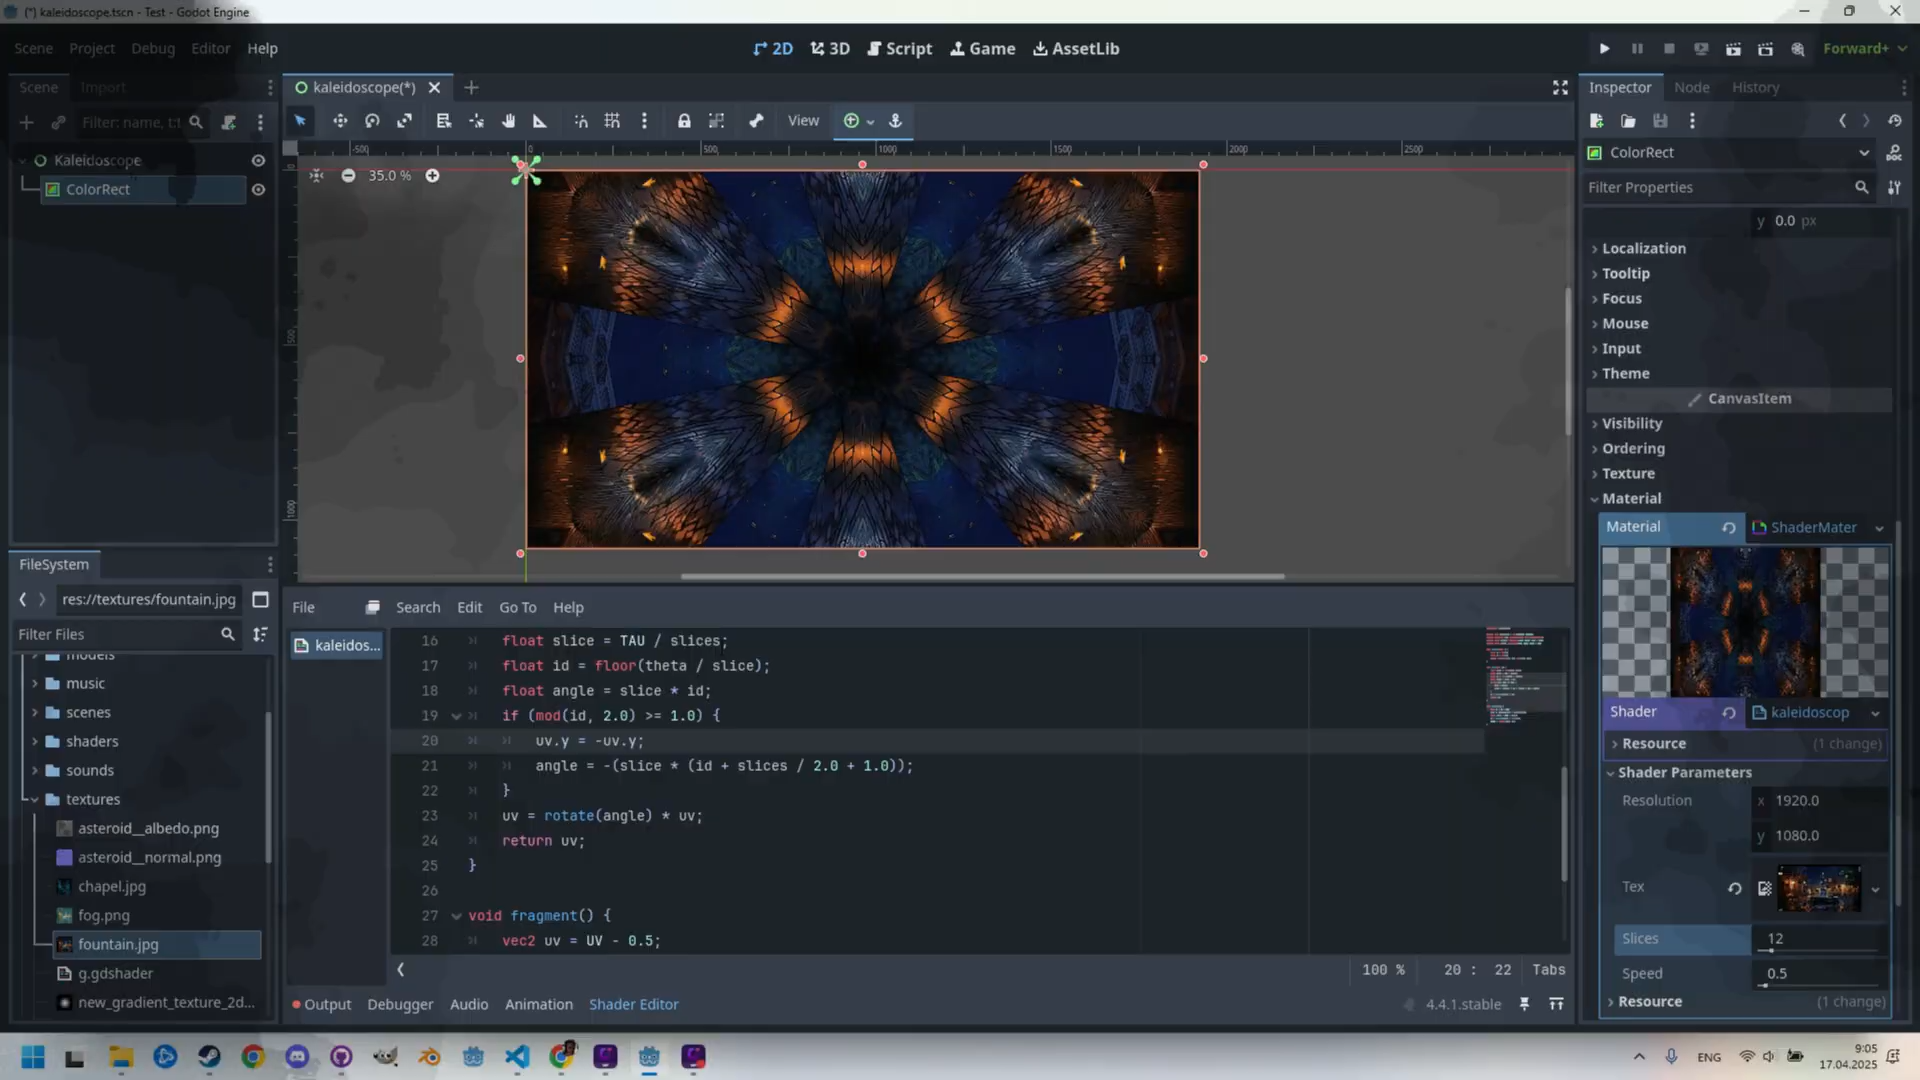 (*) kaleidoscope.tscn - Test - Godot Engine
Scene Project Debug Editor Help
2D 3D Script Game AssetLib
Forward+
Scene Import
kaleidoscope(*)
Inspector Node History
Filter: name, t:t
View
Kaleidoscope
ColorRect
-500 0 500 1000 1500 2000 2500
35.0 %
500
1000
ColorRect
Filter Properties
y 0.0 px
Localization
Tooltip
Focus
Mouse
Input
Theme
CanvasItem
Visibility
Ordering
Texture
Material
Material ShaderMater
Shader kaleidoscop
Resource (1 change)
Shader Parameters
Resolution x 1920.0
y 1080.0
Tex
Slices 12
Speed 0.5
Resource (1 change)
FileSystem
res://textures/fountain.jpg
Filter Files
models
music
scenes
shaders
sounds
textures
asteroid__albedo.png
asteroid__normal.png
chapel.jpg
fog.png
fountain.jpg
g.gdshader
new_gradient_texture_2d...
File Search Edit Go To Help
kaleidos...
16 float slice = TAU / slices;
17 float id = floor(theta / slice);
18 float angle = slice * id;
19 if (mod(id, 2.0) >= 1.0) {
20 uv.y = -uv.y;
21 angle = -(slice * (id + slices / 2.0 + 1.0));
22 }
23 uv = rotate(angle) * uv;
24 return uv;
25 }
26
27 void fragment() {
28 vec2 uv = UV - 0.5;
100 % 20 : 22 Tabs
Output Debugger Audio Animation Shader Editor
4.4.1.stable
ENG
9:05
17.04.2025